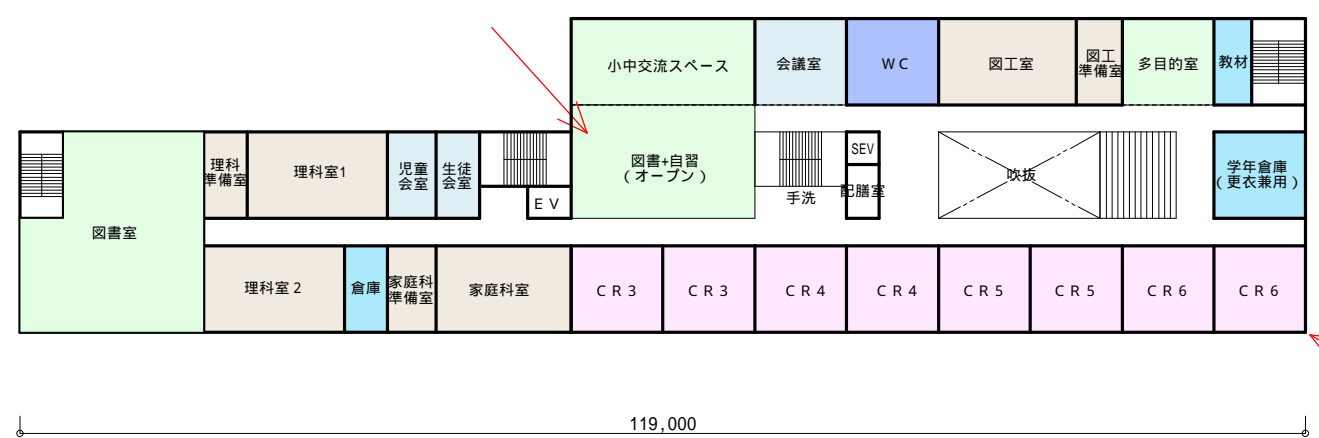 小中交流スペース
会議室
ＷＣ
図工室
図工
準備室
多目的室
教材
理科
準備室
理科室1
児童
会室
生徒
会室
ＥＶ
図書+自習
（オープン）
手洗
SEV
配膳室
吹抜
学年倉庫
（更衣兼用）
図書室
理科室２
倉庫
家庭科
準備室
家庭科室
ＣＲ３
ＣＲ３
ＣＲ４
ＣＲ４
ＣＲ５
ＣＲ５
ＣＲ６
ＣＲ６
119,000